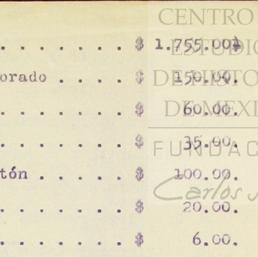 CENTRO
. . . . . . . $ 1.755.00
ESTUDIO
orado . . . . . $ 150.00.
DE HISTO
. . . . . . . $ 60.00.
DE MEXI
. . . . . . . $ 35.00.
FUNDAC
tón . . . . . . $ 100.00.
Carlos
. . . . . . . $ 20.00.
. . . . . . . $ 6.00.